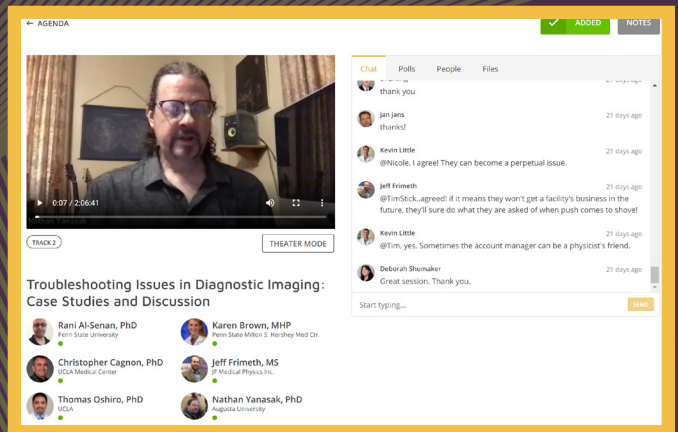 ← AGENDA
ADDED
NOTES
0:07 / 2:06:41
Nathan Yanasak
TRACK 2
THEATER MODE
Troubleshooting Issues in Diagnostic Imaging:
Case Studies and Discussion
Rani Al-Senan, PhD
Penn State University
Karen Brown, MHP
Penn State Milton S. Hershey Med Ctr.
Christopher Cagnon, PhD
UCLA Medical Center
Jeff Frimeth, MS
JF Medical Physics Inc.
Thomas Oshiro, PhD
UCLA
Nathan Yanasak, PhD
Augusta University
Chat Polls People Files
thank you
jan jans 21 days ago
thanks!
Kevin Little 21 days ago
@Nicole, I agree! They can become a perpetual issue.
Jeff Frimeth 21 days ago
@TimStick..agreed! if it means they won't get a facility's business in the
future, they'll sure do what they are asked of when push comes to shove!
Kevin Little 21 days ago
@Tim, yes. Sometimes the account manager can be a physicist's friend.
Deborah Shumaker 21 days ago
Great session. Thank you.
Start typing... SEND